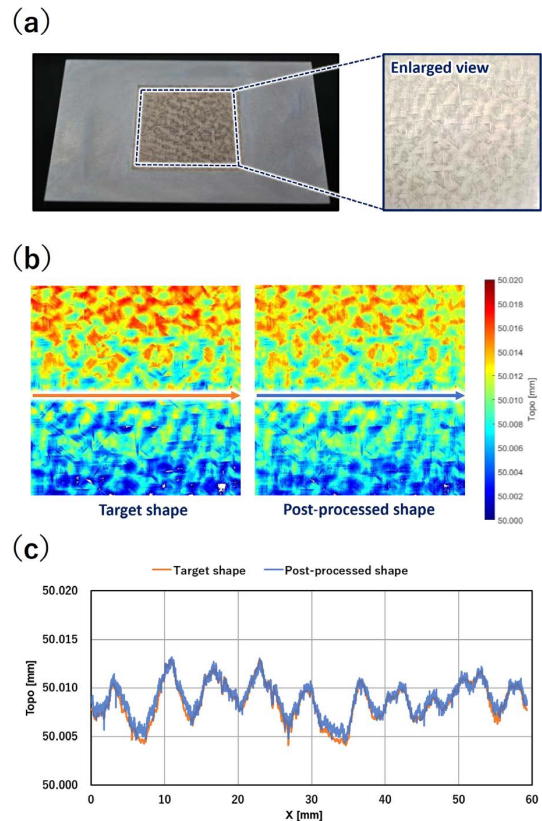 (a)
Enlarged view
(b)
50.020
50.018
50.016
50.014
50.012
50.010
50.008
50.006
50.004
50.002
50.000
Topo [mm]
Target shape
Post-processed shape
(c)
Target shape
Post-processed shape
50.020
50.015
50.010
50.005
50.000
Topo [mm]
0 10 20 30 40 50 60
X [mm]